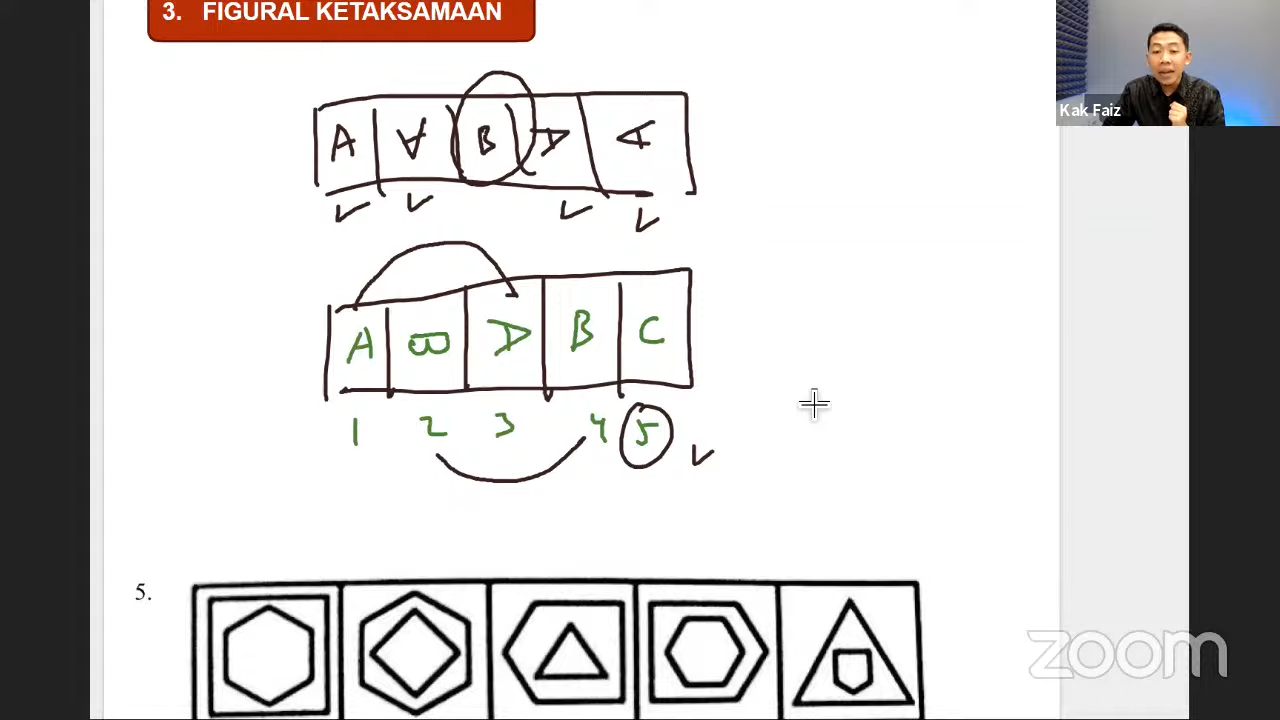 3. FIGURAL KETAKSAMAAN
Kak Faiz
A A B A A
A B A B C
1 2 3 4 5
5.
zoom